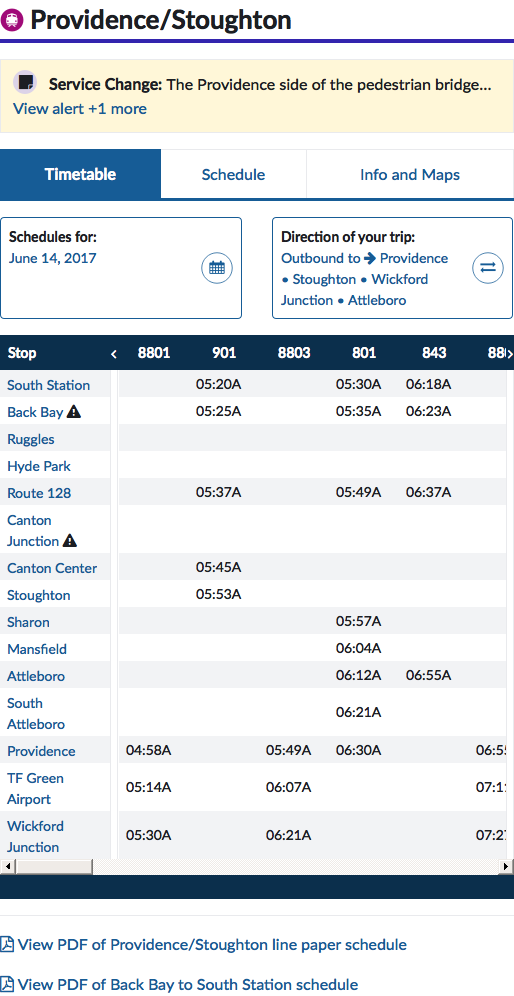 Providence/Stoughton
Service Change: The Providence side of the pedestrian bridge...
View alert +1 more
Timetable Schedule Info and Maps
Schedules for:
June 14, 2017
Direction of your trip:
Outbound to Providence
• Stoughton • Wickford
Junction • Attleboro
Stop 8801 901 8803 801 843 88
South Station 05:20A 05:30A 06:18A
Back Bay 05:25A 05:35A 06:23A
Ruggles
Hyde Park
Route 128 05:37A 05:49A 06:37A
Canton
Junction
Canton Center 05:45A
Stoughton 05:53A
Sharon 05:57A
Mansfield 06:04A
Attleboro 06:12A 06:55A
South
Attleboro 06:21A
Providence 04:58A 05:49A 06:30A 06:5
TF Green
Airport 05:14A 06:07A 07:1
Wickford
Junction 05:30A 06:21A 07:2
View PDF of Providence/Stoughton line paper schedule
View PDF of Back Bay to South Station schedule